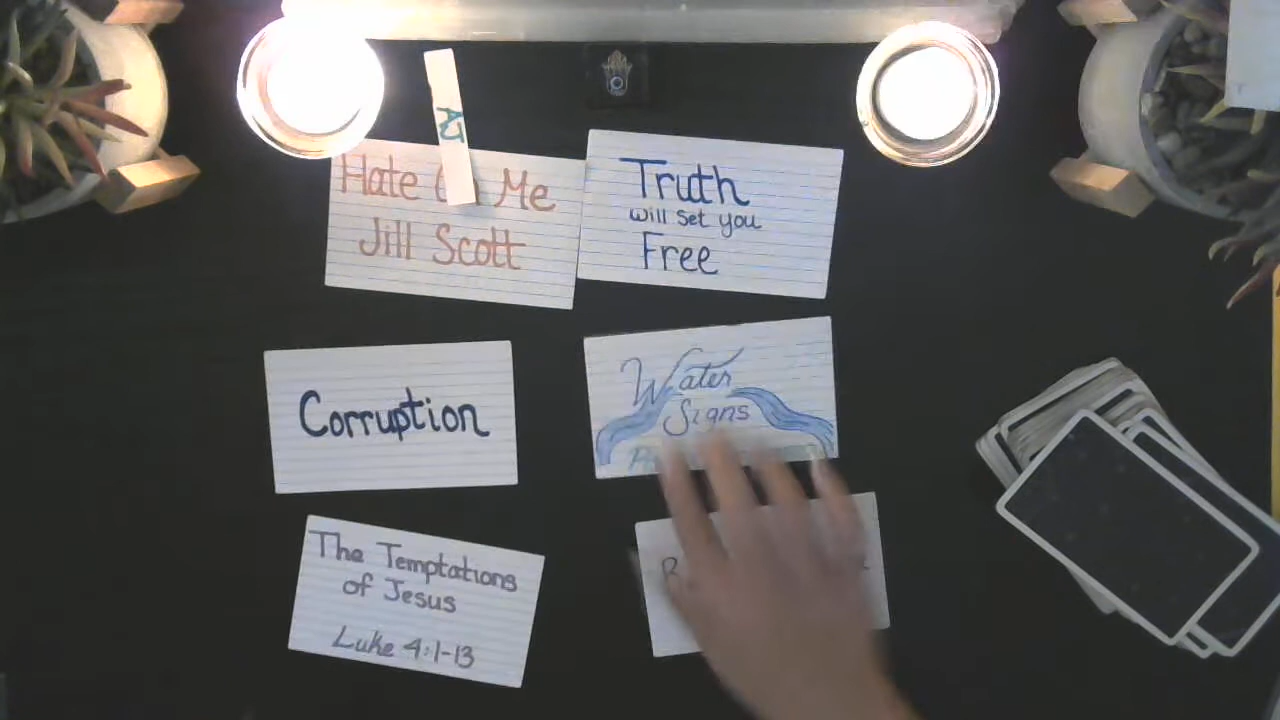 Hate Me
Jill Scott
Truth
will set you
Free
Corruption
Water
Signs
The Temptations
of Jesus
Luke 4:1-13